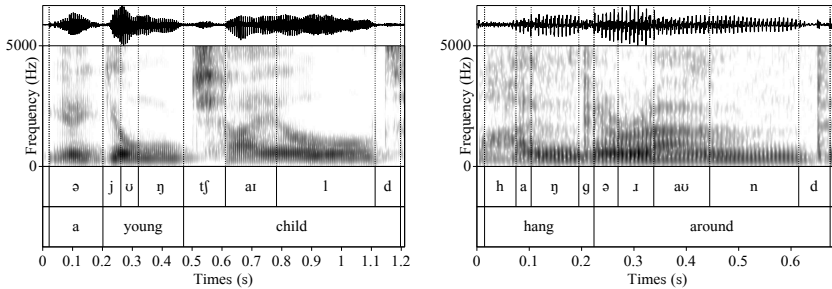 5000
Frequency (Hz)
0
ə j ʊ ŋ tʃ aɪ l d
a young child
0 0.1 0.2 0.3 0.4 0.5 0.6 0.7 0.8 0.9 1 1.1 1.2
Times (s)
5000
Frequency (Hz)
0
h a ŋ ɡ ə ɹ aʊ n d
hang around
0 0.1 0.2 0.3 0.4 0.5 0.6
Times (s)